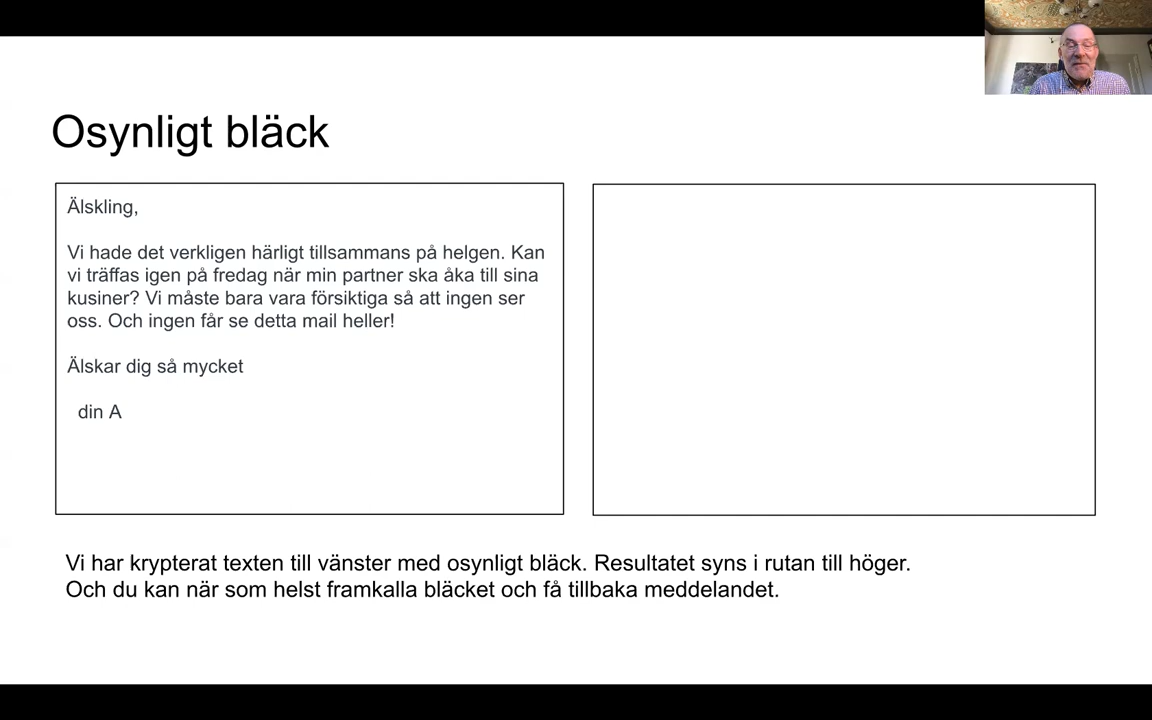 Osynligt bläck
Älskling,
Vi hade det verkligen härligt tillsammans på helgen. Kan
vi träffas igen på fredag när min partner ska åka till sina
kusiner? Vi måste bara vara försiktiga så att ingen ser
oss. Och ingen får se detta mail heller!
Älskar dig så mycket
din A
Vi har krypterat texten till vänster med osynligt bläck. Resultatet syns i rutan till höger.
Och du kan när som helst framkalla bläcket och få tillbaka meddelandet.